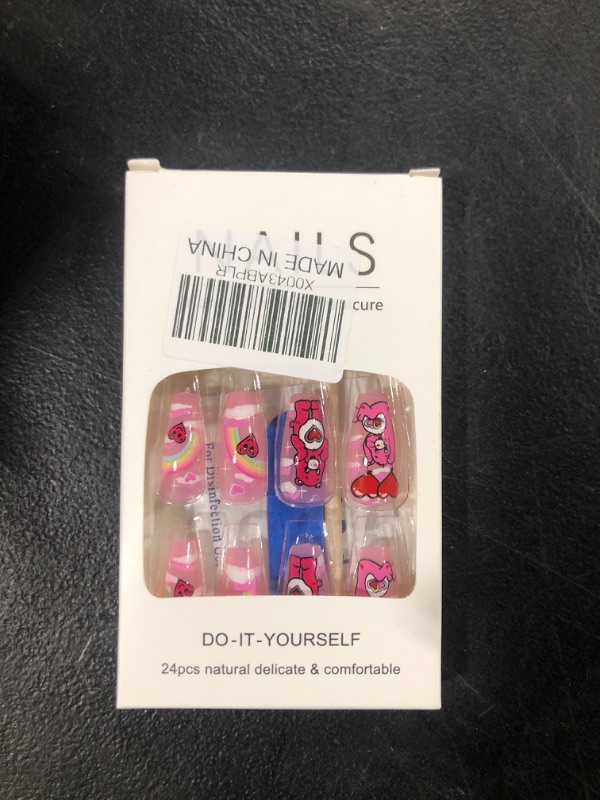 NAILS
MADE IN CHINA
X0043ABPLR
cure
For Disinfection
DO-IT-YOURSELF
24pcs natural delicate & comfortable